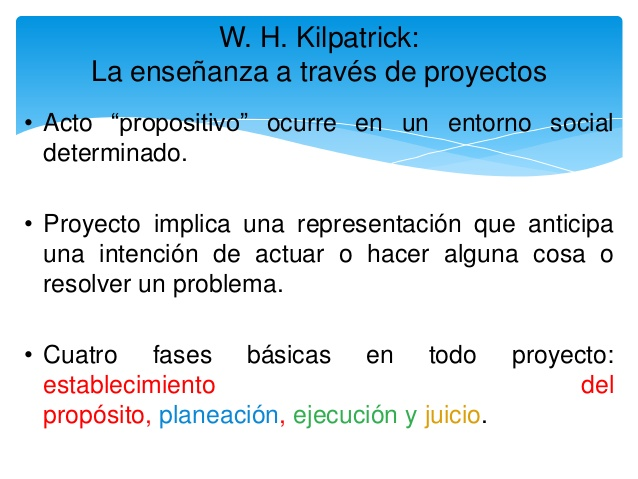 W. H. Kilpatrick:
La enseñanza a través de proyectos
• Acto “propositivo” ocurre en un entorno social
determinado.
• Proyecto implica una representación que anticipa
una intención de actuar o hacer alguna cosa o
resolver un problema.
• Cuatro fases básicas en todo proyecto:
establecimiento del
propósito, planeación, ejecución y juicio.